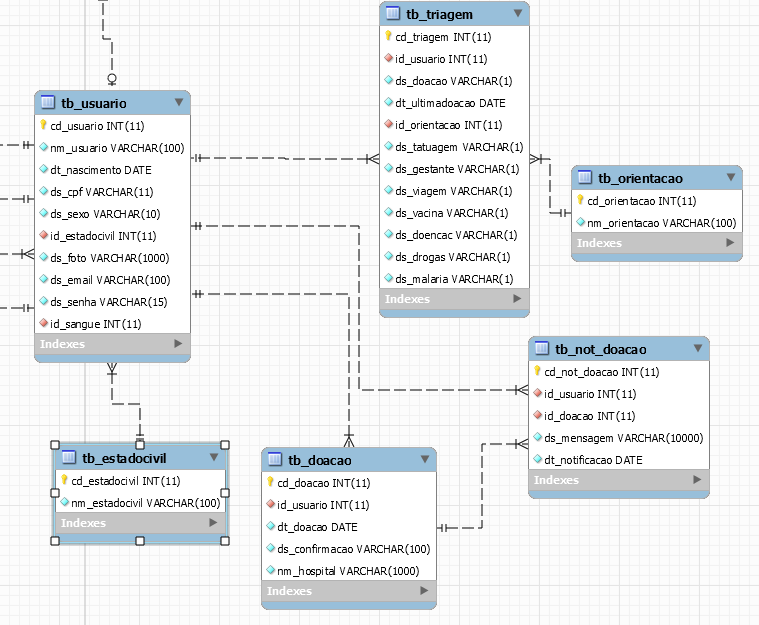 tb_triagem
cd_triagem INT(11)
id_usuario INT(11)
ds_doacao VARCHAR(1)
dt_ultimadoacao DATE
id_orientacao INT(11)
ds_tatuagem VARCHAR(1)
ds_gestante VARCHAR(1)
ds_viagem VARCHAR(1)
ds_vacina VARCHAR(1)
ds_doencac VARCHAR(1)
ds_drogas VARCHAR(1)
ds_malaria VARCHAR(1)
Indexes
tb_usuario
cd_usuario INT(11)
nm_usuario VARCHAR(100)
dt_nascimento DATE
ds_cpf VARCHAR(11)
ds_sexo VARCHAR(10)
id_estadocivil INT(11)
ds_foto VARCHAR(1000)
ds_email VARCHAR(100)
ds_senha VARCHAR(15)
id_sangue INT(11)
Indexes
tb_orientacao
cd_orientacao INT(11)
nm_orientacao VARCHAR(100)
Indexes
tb_not_doacao
cd_not_doacao INT(11)
id_usuario INT(11)
id_doacao INT(11)
ds_mensagem VARCHAR(10000)
dt_notificacao DATE
Indexes
tb_estadocivil
cd_estadocivil INT(11)
nm_estadocivil VARCHAR(100)
Indexes
tb_doacao
cd_doacao INT(11)
id_usuario INT(11)
dt_doacao DATE
ds_confirmacao VARCHAR(100)
nm_hospital VARCHAR(1000)
Indexes